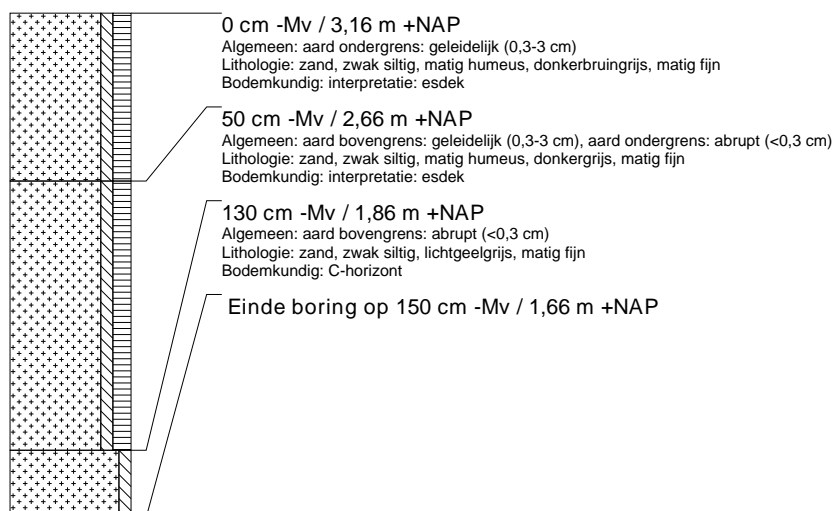 0 cm -Mv / 3,16 m +NAP
Algemeen: aard ondergrens: geleidelijk (0,3-3 cm)
Lithologie: zand, zwak siltig, matig humeus, donkerbruingrijs, matig fijn
Bodemkundig: interpretatie: esdek
50 cm -Mv / 2,66 m +NAP
Algemeen: aard bovengrens: geleidelijk (0,3-3 cm), aard ondergrens: abrupt (<0,3 cm)
Lithologie: zand, zwak siltig, matig humeus, donkergrijs, matig fijn
Bodemkundig: interpretatie: esdek
130 cm -Mv / 1,86 m +NAP
Algemeen: aard bovengrens: abrupt (<0,3 cm)
Lithologie: zand, zwak siltig, lichtgeelgrijs, matig fijn
Bodemkundig: C-horizont
Einde boring op 150 cm -Mv / 1,66 m +NAP